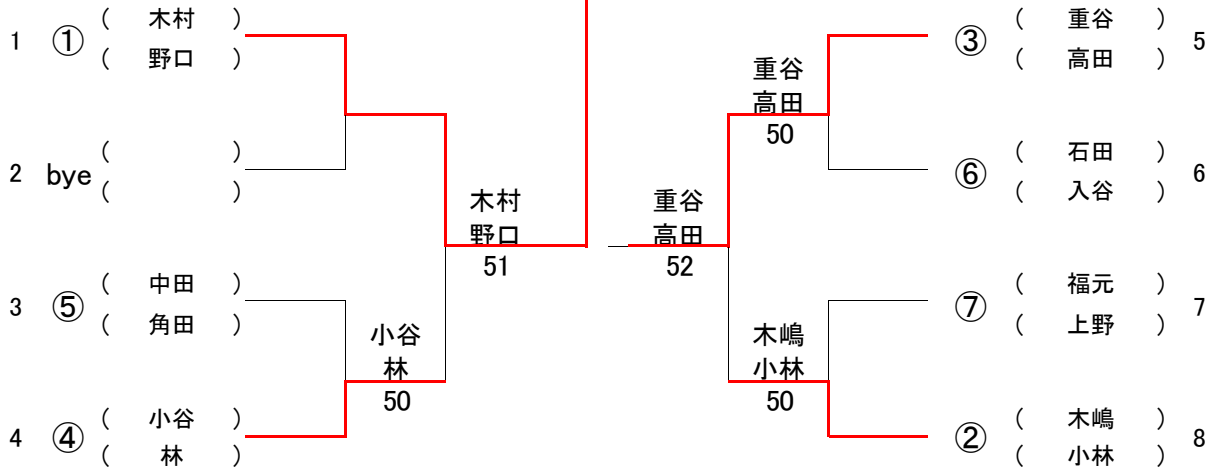 1 ① ( 木村 )
( 野口 )
2 bye ( )
( )
3 ⑤ ( 中田 )
( 角田 )
4 ④ ( 小谷 )
( 林 )
小谷
林
50
木村
野口
51
重谷
高田
52
重谷
高田
50
木嶋
小林
50
③ ( 重谷 ) 5
( 高田 )
⑥ ( 石田 ) 6
( 入谷 )
⑦ ( 福元 ) 7
( 上野 )
② ( 木嶋 ) 8
( 小林 )